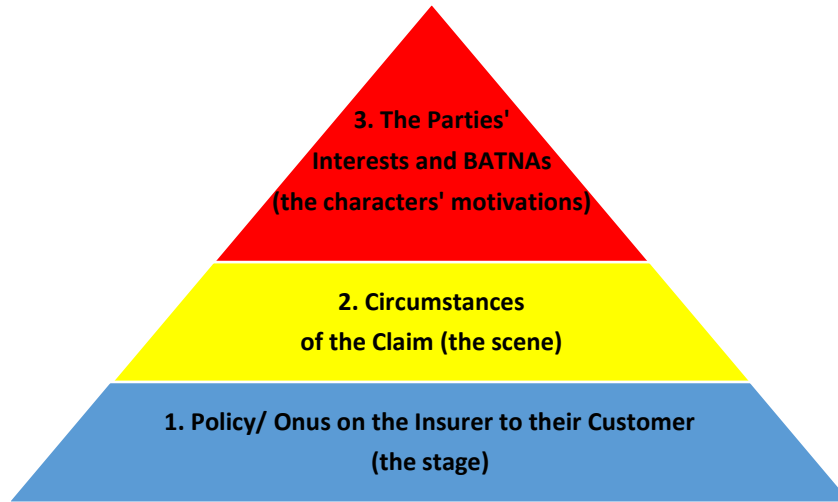 3. The Parties'
Interests and BATNAs
(the characters' motivations)
2. Circumstances
of the Claim (the scene)
1. Policy/ Onus on the Insurer to their Customer
(the stage)